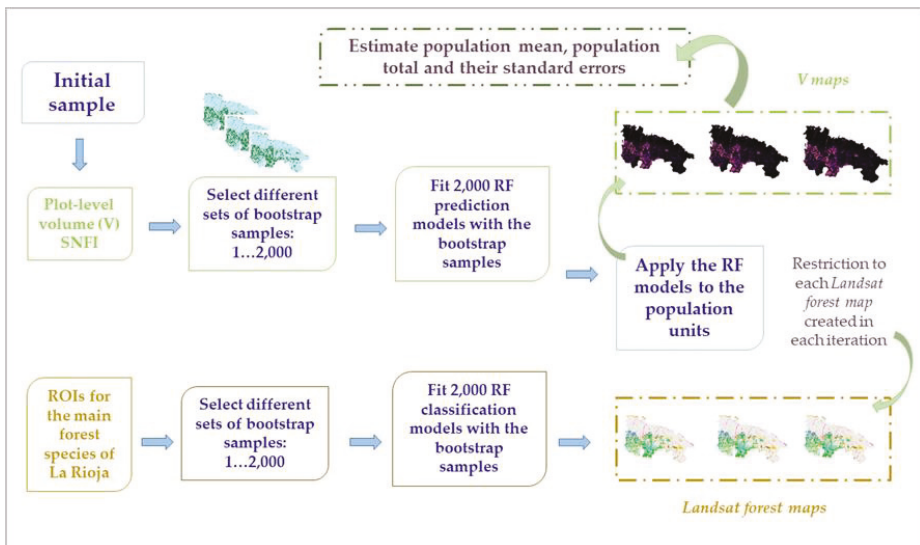 Estimate population mean, population
total and their standard errors
Initial
sample
V maps
Plot-level
volume (V)
SNFI
Select different
sets of bootstrap
samples:
1...2,000
Fit 2,000 RF
prediction
models with the
bootstrap
samples
Apply the RF
models to the
population
units
Restriction to
each Landsat
forest map
created in
each iteration
ROIs for
the main
forest
species of
La Rioja
Select different
sets of bootstrap
samples:
1...2,000
Fit 2,000 RF
classification
models with the
bootstrap
samples
Landsat forest maps